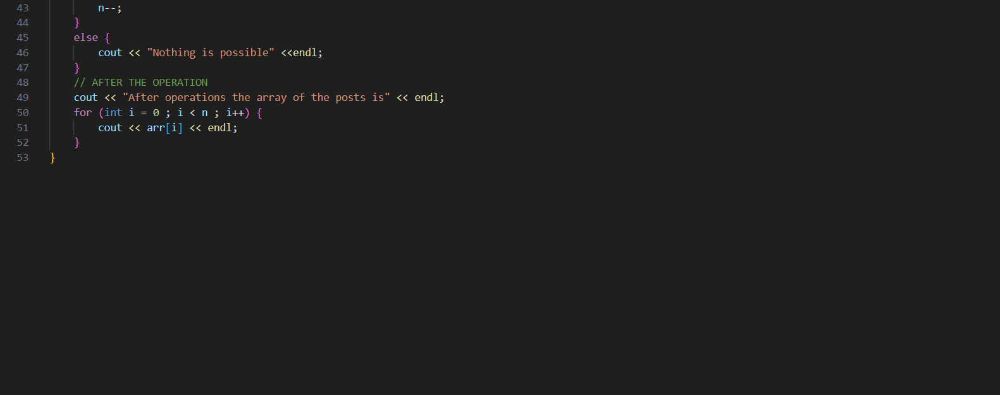 43 n--;
44 }
45 else {
46 cout << "Nothing is possible" <<endl;
47 }
48 // AFTER THE OPERATION
49 cout << "After operations the array of the posts is" << endl;
50 for (int i = 0 ; i < n ; i++) {
51 cout << arr[i] << endl;
52 }
53 }